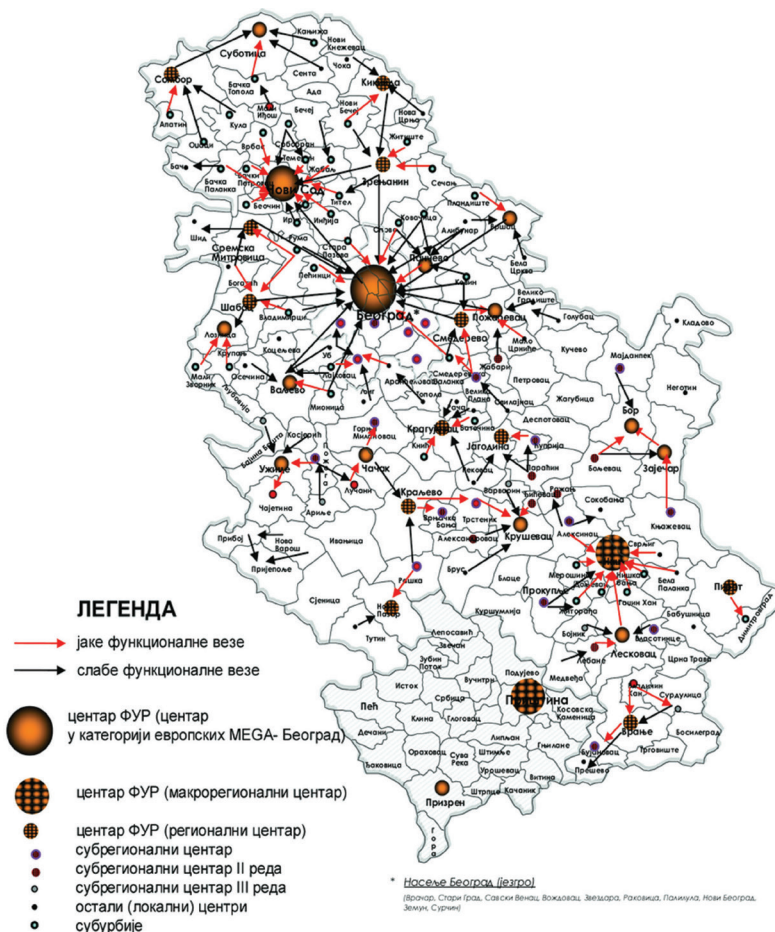 Кањижа
Суботица
Нови
Кнежевац
Сомбор
Сента
Чока
Бачка
Топола
Ада
Кикинда
Мали
Иђош
Нови
Бечеј
Нова
Црња
Апатин
Кула
Бечеј
Оџаци
Врбас
Србобран
Темерин
Житиште
Бач
Бачки
Петровац
Жабаљ
Зрењанин
Бачка
Паланка
Нови Сад
Сечањ
Беочин
Тител
Пландиште
Ириг
Инђија
Ковачица
Шид
Рума
Стара
Пазова
Опово
Алибунар
Вршац
Сремска
Митровица
Панчево
Бела
Црква
Богатић
Пећинци
Ковин
Велико
Градиште
Шабац
Београд*
Пожаревац
Голубац
Кладово
Владимирци
Лозница
Смедерево
Мало
Црниће
Коцељева
Уб
Кучево
Мајданпек
Крупањ
Жабари
Мали
Зворник
Осечина
Лајковац
Смедеревска
Паланка
Петровац
Неготин
Ваљево
Аранђеловац
Велика
Плана
Жагубица
Љубовија
Мионица
Љиг
Топола
Свилајнац
Рача
Бор
Деспотовац
Горњи
Милановац
Крагујевац
Баточина
Бајина Башта
Косјерић
Књић
Јагодина
Ћуприја
Пожега
Чачак
Зајечар
Ужице
Рековац
Параћин
Бољевац
Лучани
Варварин
Чајетина
Ариље
Краљево
Ћићевац
Ражањ
Сокобања
Врњачка
Бања
Трстеник
Књажевац
Ивањица
Александровац
Крушевац
Алексинац
Прибој
Нова
Варош
Сврљиг
Пријепоље
Брус
Мерошина
Рашка
Блаце
Нишка
Бања
Бела
Паланка
Пирот
Прокупље
Сјеница
Нови
Пазар
Житорађа
Гаџин Хан
Димитровград
Куршумлија
Бабушница
Тутин
Лепосавић
Бојник
Звечан
Власотинце
Лесковац
Зубин
Поток
Лебане
Црна Трава
Подујево
Медвеђа
Вучитрн
Исток
Владичин
Хан
Сурдулица
Пећ
Србица
Приштина
Косовска
Каменица
Клина
Глоговац
Врање
Босилеград
Дечани
Липљан
Гњилане
Бујановац
Трговиште
Ораховац
Сува
Река
Штимље
Прешево
Ђаковица
Урошевац
Витина
Штрпце
Качаник
Призрен
Гора
ЛЕГЕНДА
јаке функционалне везе
слабе функционалне везе
центар ФУР (центар
у категорији европских MEGA- Београд)
центар ФУР (макрорегионални центар)
центар ФУР (регионални центар)
субрегионални центар
субрегионални центар II реда
субрегионални центар III реда
остали (локални) центри
субурбије
* Насеље Београд (језгро)
(Врачар, Стари Град, Савски Венац, Вождовац, Звездара, Раковица, Палилула, Нови Београд,
Земун, Сурчин)